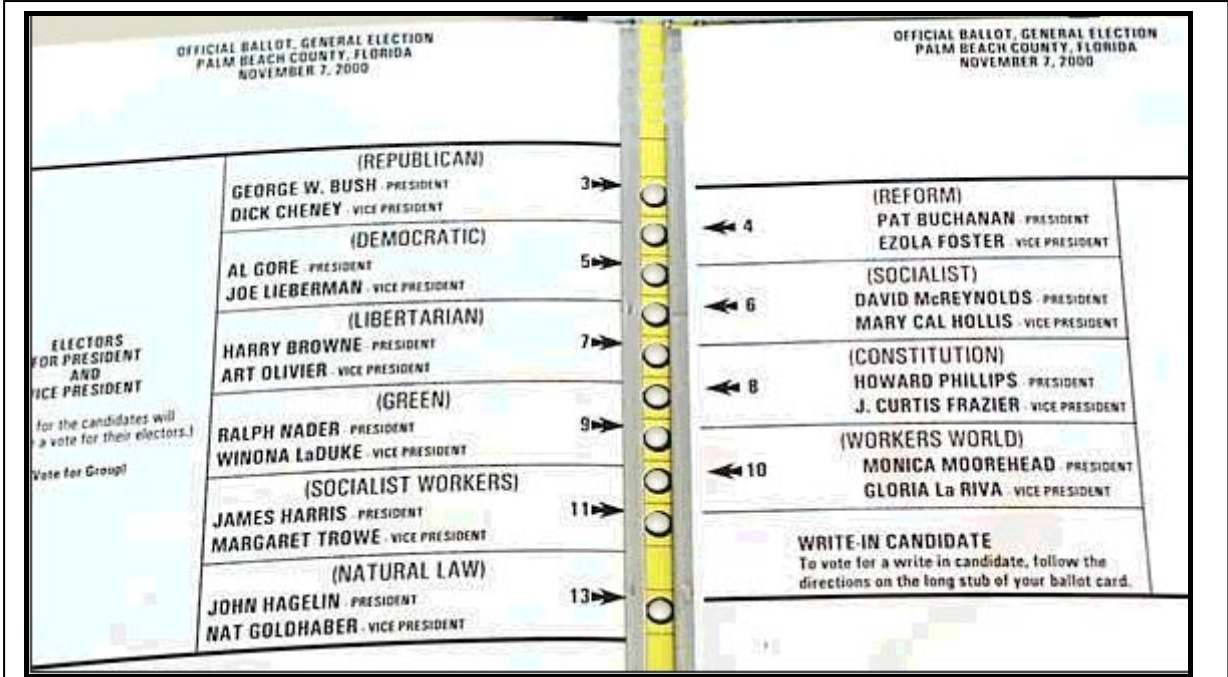 OFFICIAL BALLOT, GENERAL ELECTION
PALM BEACH COUNTY, FLORIDA
NOVEMBER 7, 2000
ELECTORS
FOR PRESIDENT
AND
VICE PRESIDENT
for the candidates will
a vote for their electors.)
Vote for Group)
(REPUBLICAN)
GEORGE W. BUSH - PRESIDENT
DICK CHENEY - VICE PRESIDENT
3
(DEMOCRATIC)
AL GORE - PRESIDENT
JOE LIEBERMAN - VICE PRESIDENT
5
(LIBERTARIAN)
HARRY BROWNE - PRESIDENT
ART OLIVIER - VICE PRESIDENT
7
(GREEN)
RALPH NADER - PRESIDENT
WINONA LaDUKE - VICE PRESIDENT
9
(SOCIALIST WORKERS)
JAMES HARRIS - PRESIDENT
MARGARET TROWE - VICE PRESIDENT
11
(NATURAL LAW)
JOHN HAGELIN - PRESIDENT
NAT GOLDHABER - VICE PRESIDENT
13
OFFICIAL BALLOT, GENERAL ELECTION
PALM BEACH COUNTY, FLORIDA
NOVEMBER 7, 2000
(REFORM)
4
PAT BUCHANAN - PRESIDENT
EZOLA FOSTER - VICE PRESIDENT
(SOCIALIST)
6
DAVID McREYNOLDS - PRESIDENT
MARY CAL HOLLIS - VICE PRESIDENT
(CONSTITUTION)
8
HOWARD PHILLIPS - PRESIDENT
J. CURTIS FRAZIER - VICE PRESIDENT
(WORKERS WORLD)
10
MONICA MOOREHEAD - PRESIDENT
GLORIA La RIVA - VICE PRESIDENT
WRITE-IN CANDIDATE
To vote for a write in candidate, follow the
directions on the long stub of your ballot card.